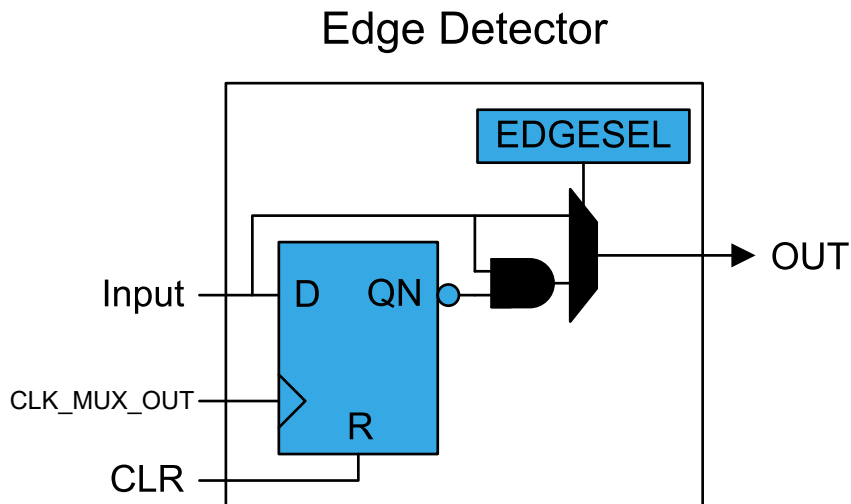 Edge Detector
EDGESEL
OUT
Input
D
QN
CLK_MUX_OUT
R
CLR